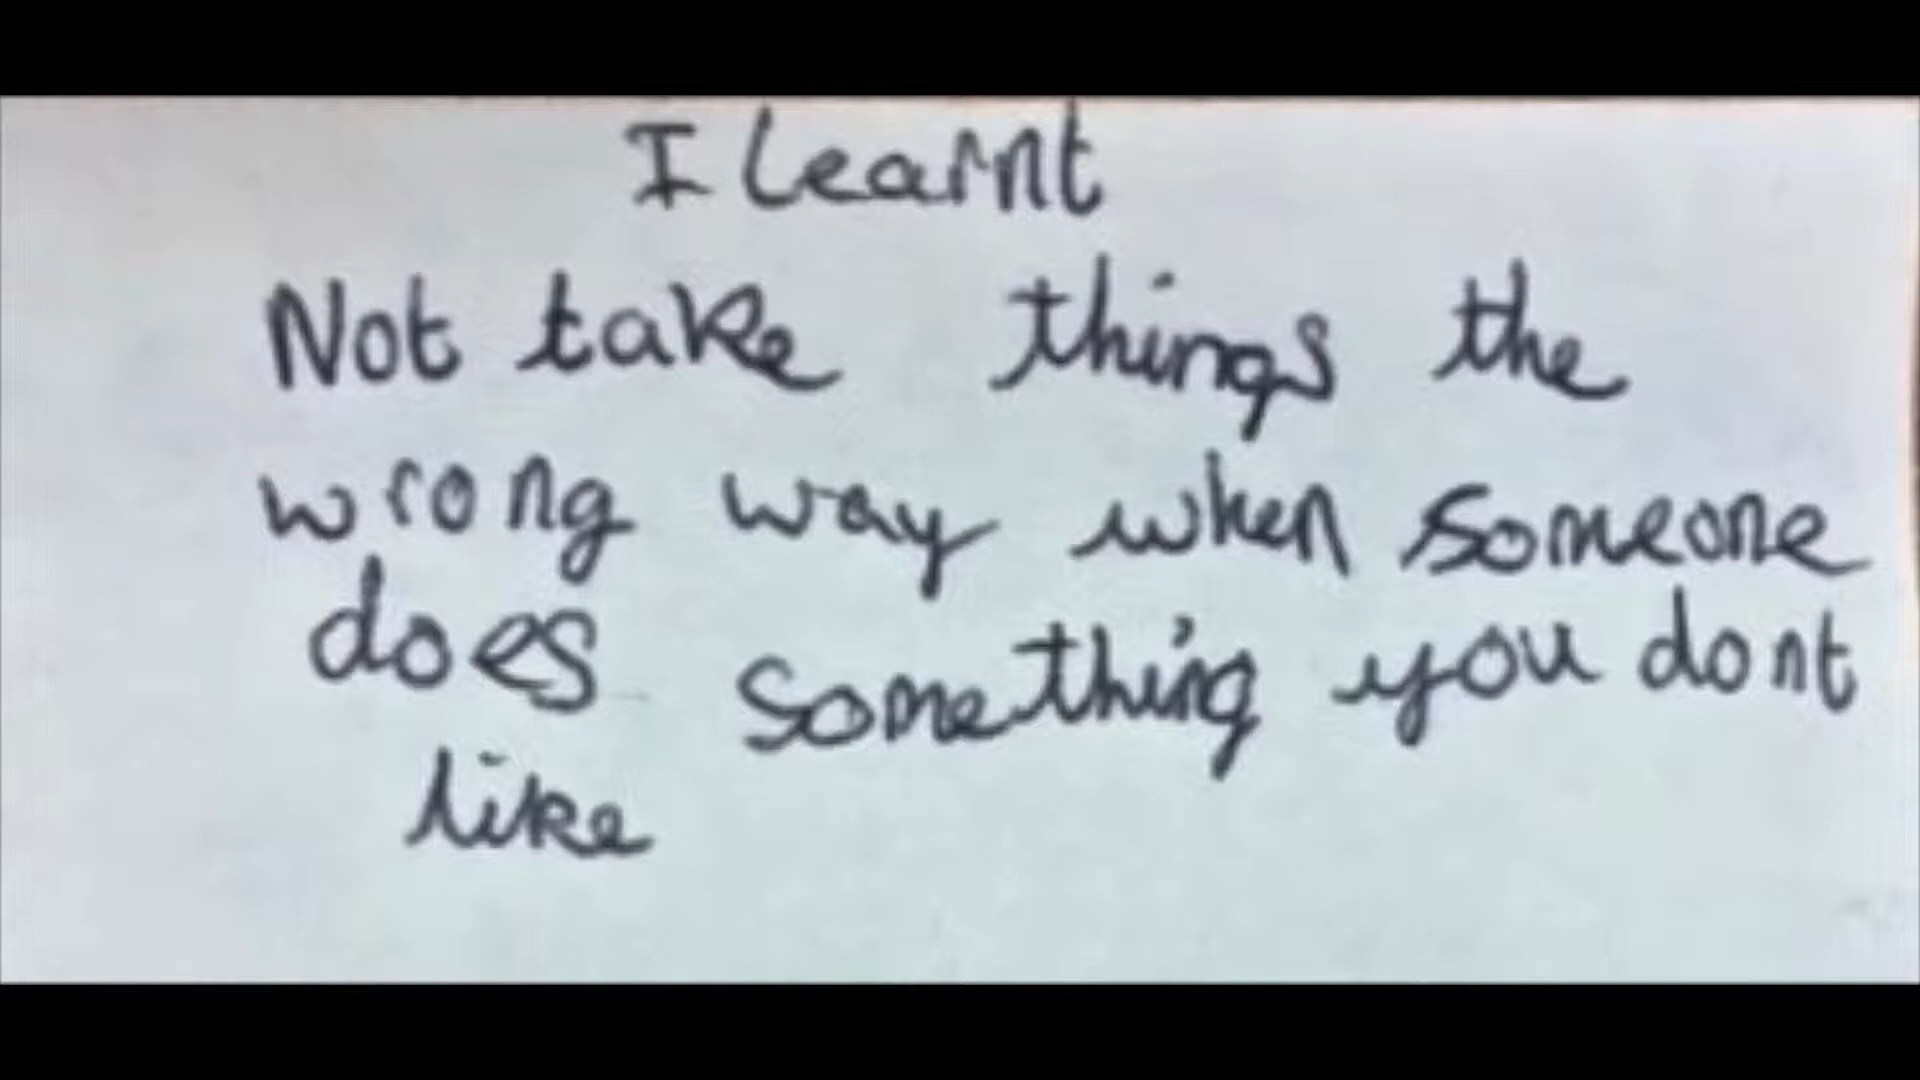 I learnt
Not take things the
wrong way when someone
does something you dont
like